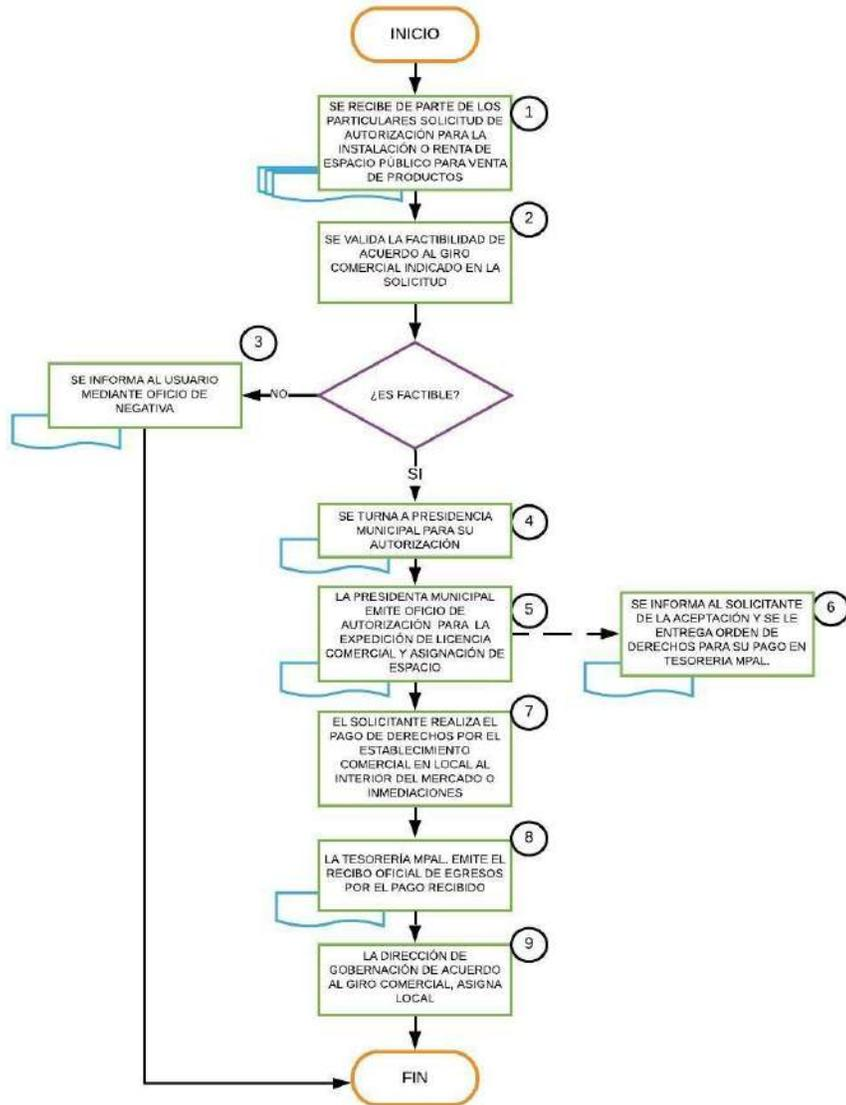 INICIO
1
SE RECIBE DE PARTE DE LOS
PARTICULARES SOLICITUD DE
AUTORIZACIÓN PARA LA
INSTALACIÓN O RENTA DE
ESPACIO PÚBLICO PARA VENTA
DE PRODUCTOS
2
SE VALIDA LA FACTIBILIDAD DE
ACUERDO AL GIRO
COMERCIAL INDICADO EN LA
SOLICITUD
¿ES FACTIBLE?
NO
3
SE INFORMA AL USUARIO
MEDIANTE OFICIO DE
NEGATIVA
SI
4
SE TURNA A PRESIDENCIA
MUNICIPAL PARA SU
AUTORIZACIÓN
5
LA PRESIDENTA MUNICIPAL
EMITE OFICIO DE
AUTORIZACIÓN PARA LA
EXPEDICIÓN DE LICENCIA
COMERCIAL Y ASIGNACIÓN DE
ESPACIO
6
SE INFORMA AL SOLICITANTE
DE LA ACEPTACIÓN Y SE LE
ENTREGA ORDEN DE
DERECHOS PARA SU PAGO EN
TESORERIA MPAL.
7
EL SOLICITANTE REALIZA EL
PAGO DE DERECHOS POR EL
ESTABLECIMIENTO
COMERCIAL EN LOCAL AL
INTERIOR DEL MERCADO O
INMEDIACIONES
8
LA TESORERÍA MPAL. EMITE EL
RECIBO OFICIAL DE EGRESOS
POR EL PAGO RECIBIDO
9
LA DIRECCIÓN DE
GOBERNACIÓN DE ACUERDO
AL GIRO COMERCIAL, ASIGNA
LOCAL
FIN